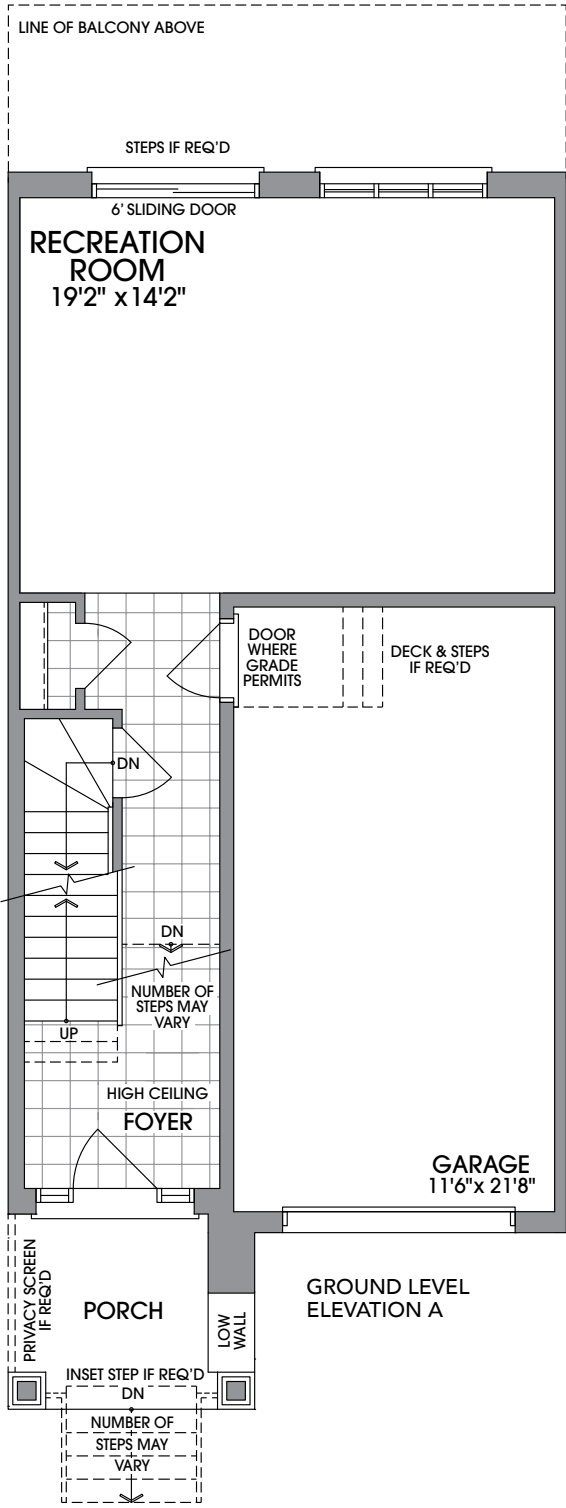 LINE OF BALCONY ABOVE
STEPS IF REQ'D
6' SLIDING DOOR
RECREATION
ROOM
19'2" x 14'2"
DOOR
WHERE
GRADE
PERMITS
DECK & STEPS
IF REQ'D
DN
DN
NUMBER OF
STEPS MAY
VARY
UP
HIGH CEILING
FOYER
GARAGE
11'6" x 21'8"
PRIVACY SCREEN
IF REQ'D
PORCH
LOW
WALL
GROUND LEVEL
ELEVATION A
INSET STEP IF REQ'D
DN
NUMBER OF
STEPS MAY
VARY